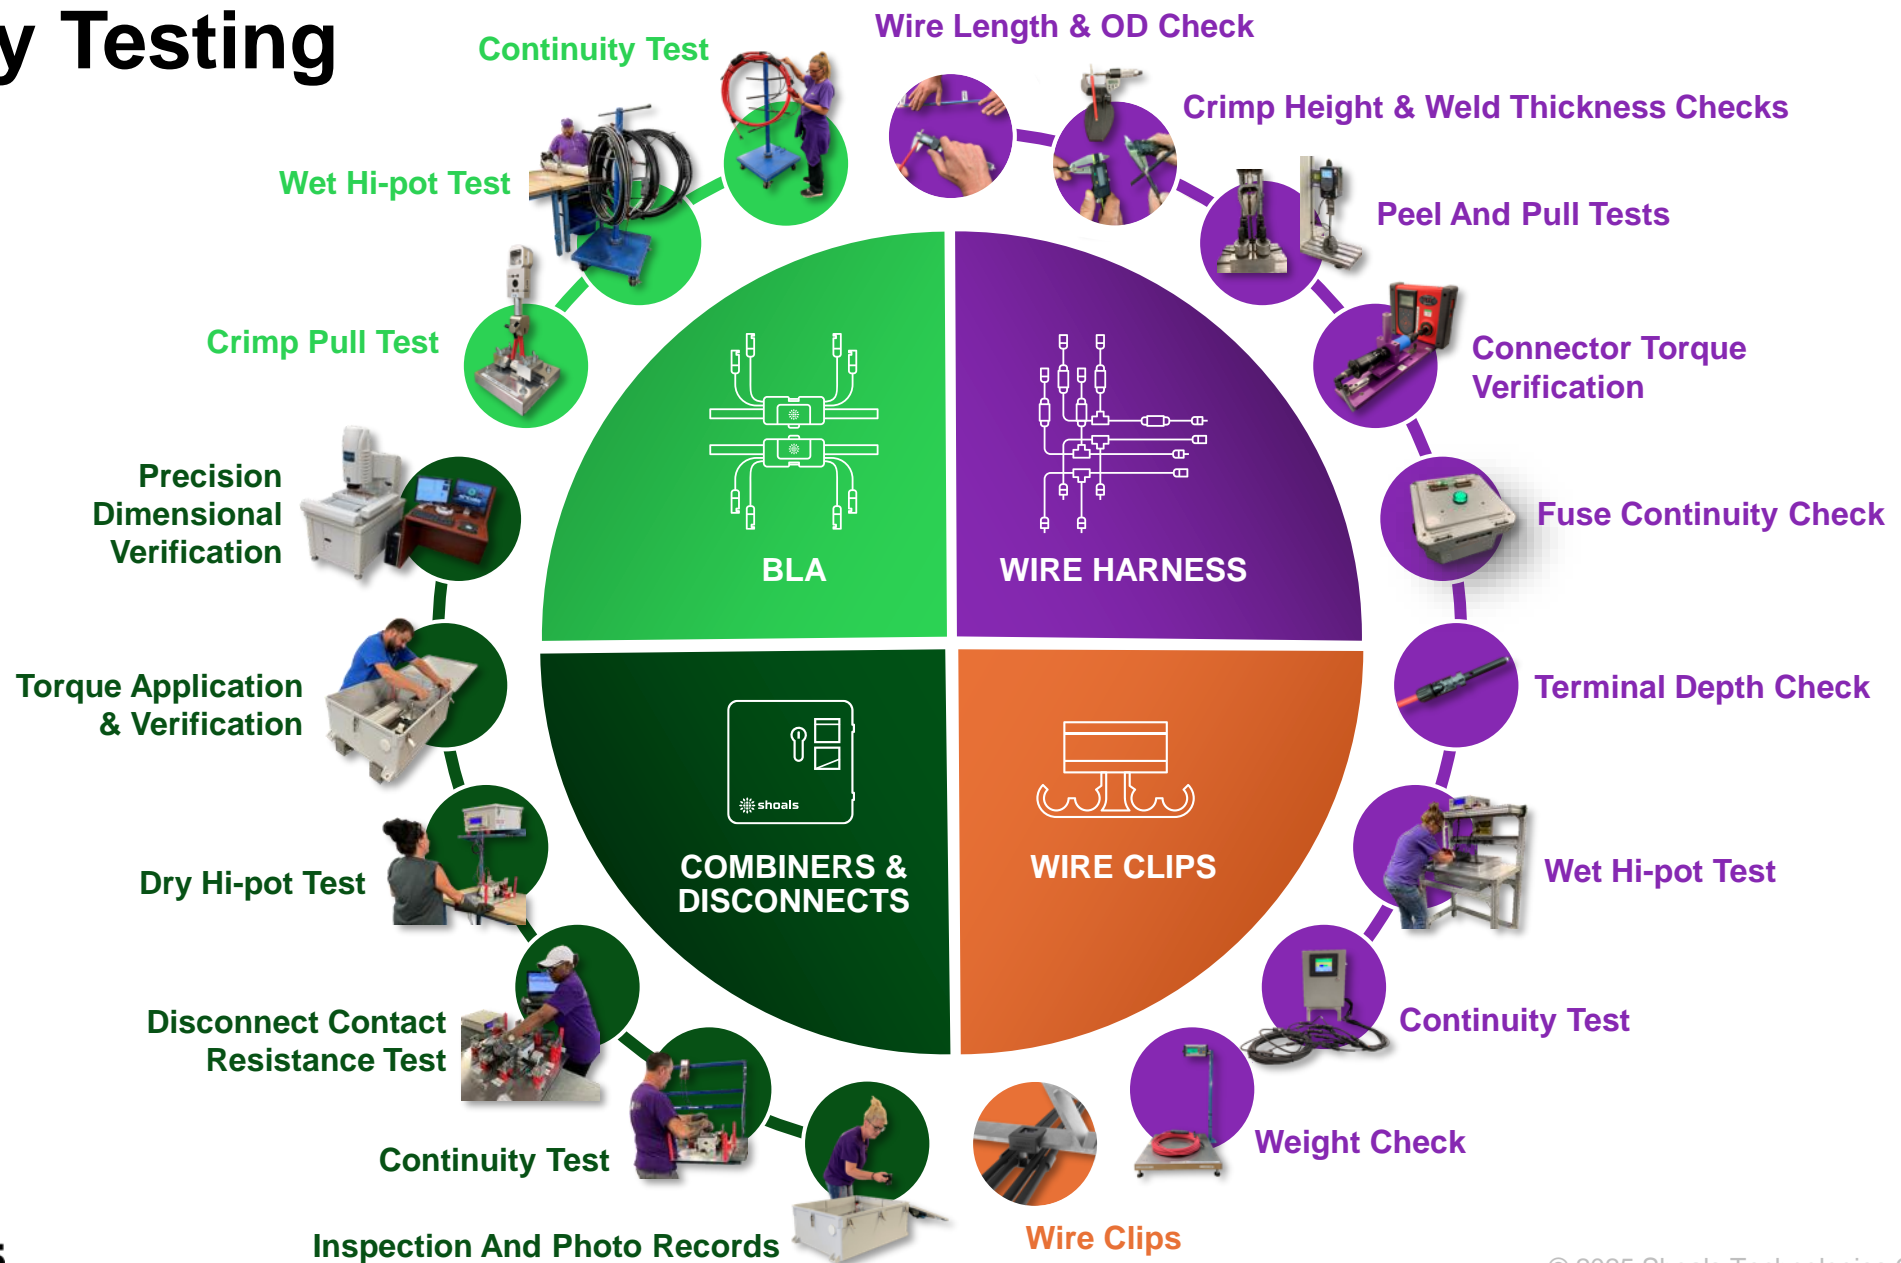 Testing
Continuity Test
Wet Hi-pot Test
Crimp Pull Test
Wire Length & OD Check
Crimp Height & Weld Thickness Checks
Peel And Pull Tests
Connector Torque
Verification
Fuse Continuity Check
Terminal Depth Check
Wet Hi-pot Test
Continuity Test
Weight Check
Wire Clips
Precision
Dimensional
Verification
Torque Application
& Verification
Dry Hi-pot Test
Disconnect Contact
Resistance Test
Continuity Test
Inspection And Photo Records
BLA
WIRE HARNESS
shoals
COMBINERS &
DISCONNECTS
WIRE CLIPS
© 2025 Shoals Technologies